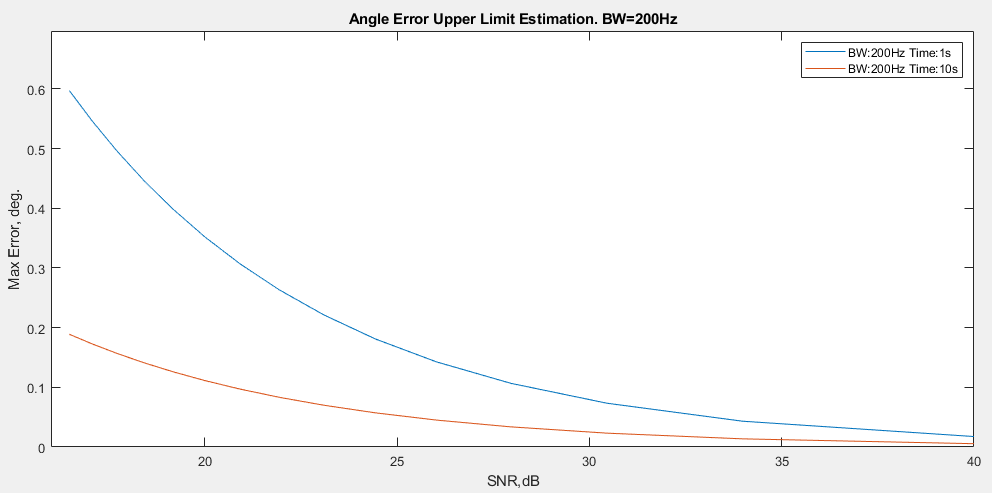 Angle Error Upper Limit Estimation. BW=200Hz
BW:200Hz Time:1s
BW:200Hz Time:10s
Max Error, deg.
0.6
0.5
0.4
0.3
0.2
0.1
0
20 25 30 35 40
SNR,dB